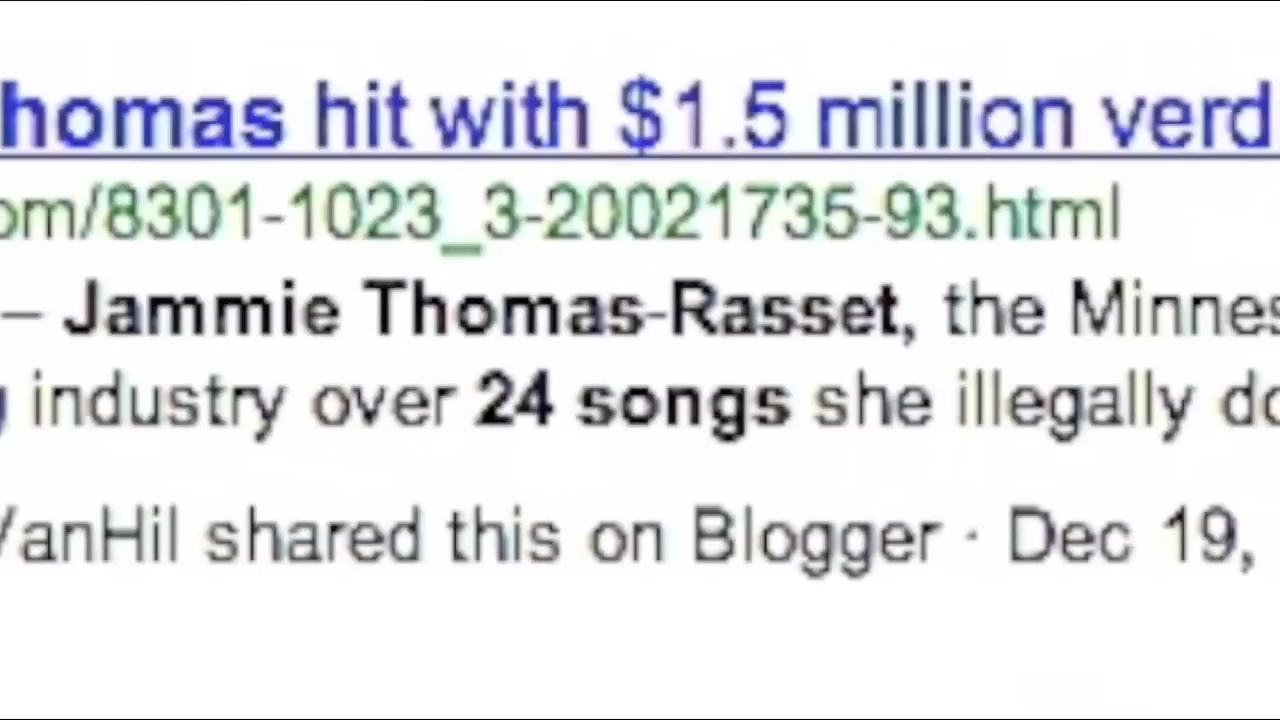 homas hit with $1.5 million verd
om/8301-1023_3-20021735-93.html
– Jammie Thomas-Rasset, the Minnes
g industry over 24 songs she illegally do
VanHil shared this on Blogger · Dec 19,